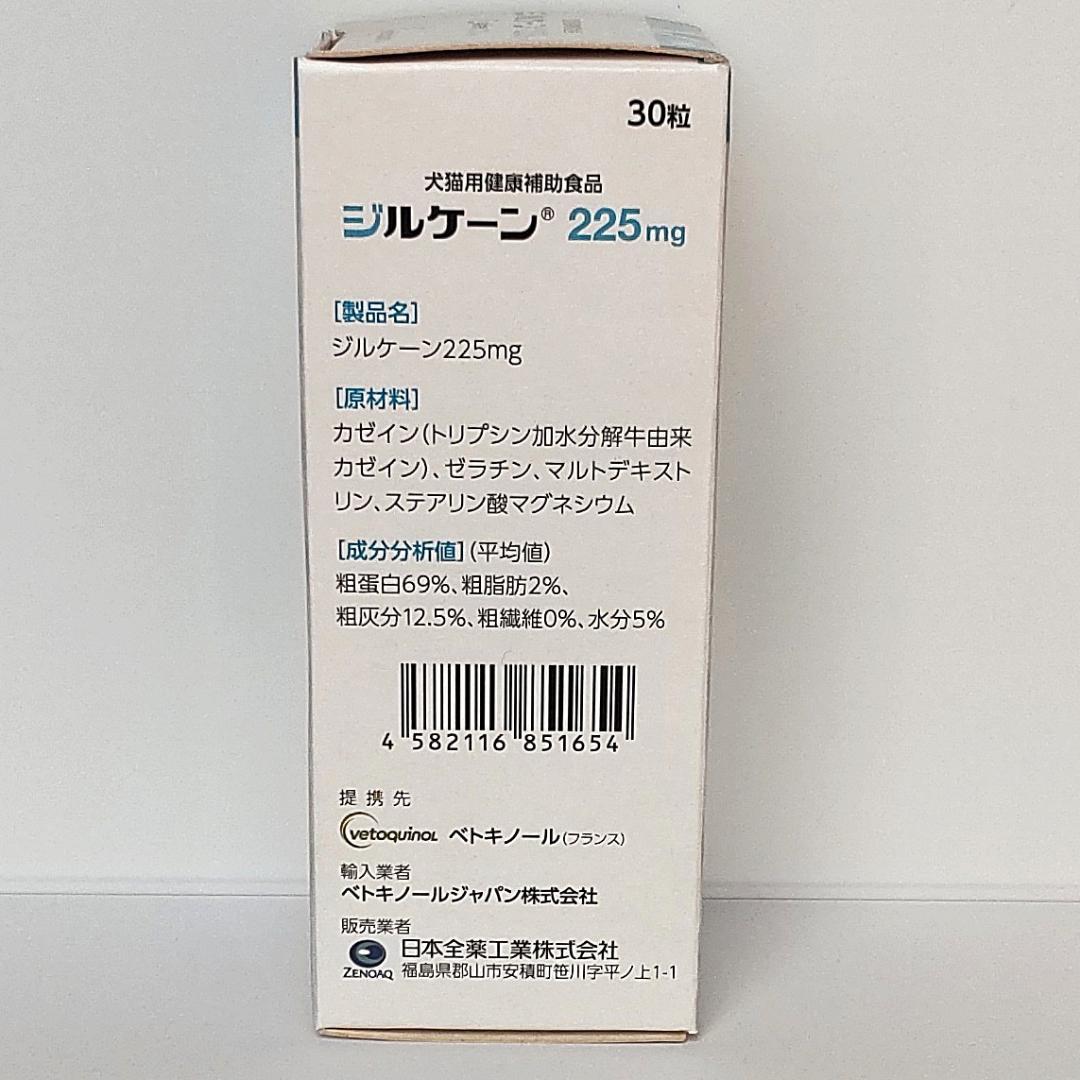 30粒
犬猫用健康補助食品
ジルケーン® 225mg
[製品名]
ジルケーン225mg
[原材料]
カゼイン(トリプシン加水分解牛由来
カゼイン)、ゼラチン、マルトデキスト
リン、ステアリン酸マグネシウム
[成分分析値](平均値)
粗蛋白69%、粗脂肪2%、
粗灰分12.5%、粗繊維0%、水分5%
4 582116 851654
提携先
vetoquinol ベトキノール(フランス)
輸入業者
ベトキノールジャパン株式会社
販売業者
日本全薬工業株式会社
ZENOAQ 福島県郡山市安積町笹川字平ノ上1-1